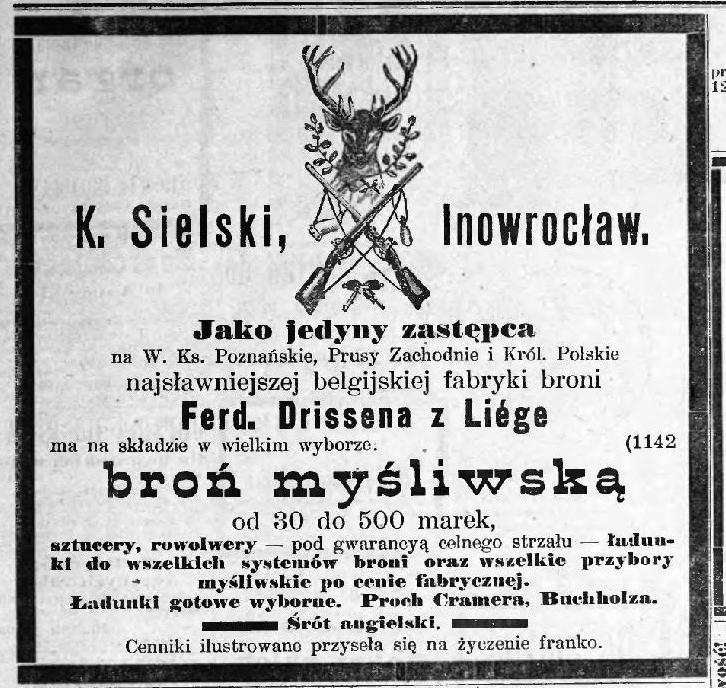 K. Sielski, Inowrocław.
Jako jedyny zastępca
na W. Ks. Poznańskie, Prusy Zachodnie i Król. Polskie
najsławniejszej belgijskiej fabryki broni
Ferd. Drissena z Liége
ma na składzie w wielkim wyborze: (1142
broń myśliwską
od 30 do 500 marek,
sztucery, rowolwery — pod gwarancyą celnego strzału — ładun-
ki do wszelkich systemów broni oraz wszelkie przybory
myśliwskie po cenie fabrycznej.
Ładunki gotowe wyborne. Proch Cramera, Buchholza.
Śrót angielski.
Cenniki ilustrowane przyseła się na życzenie franko.